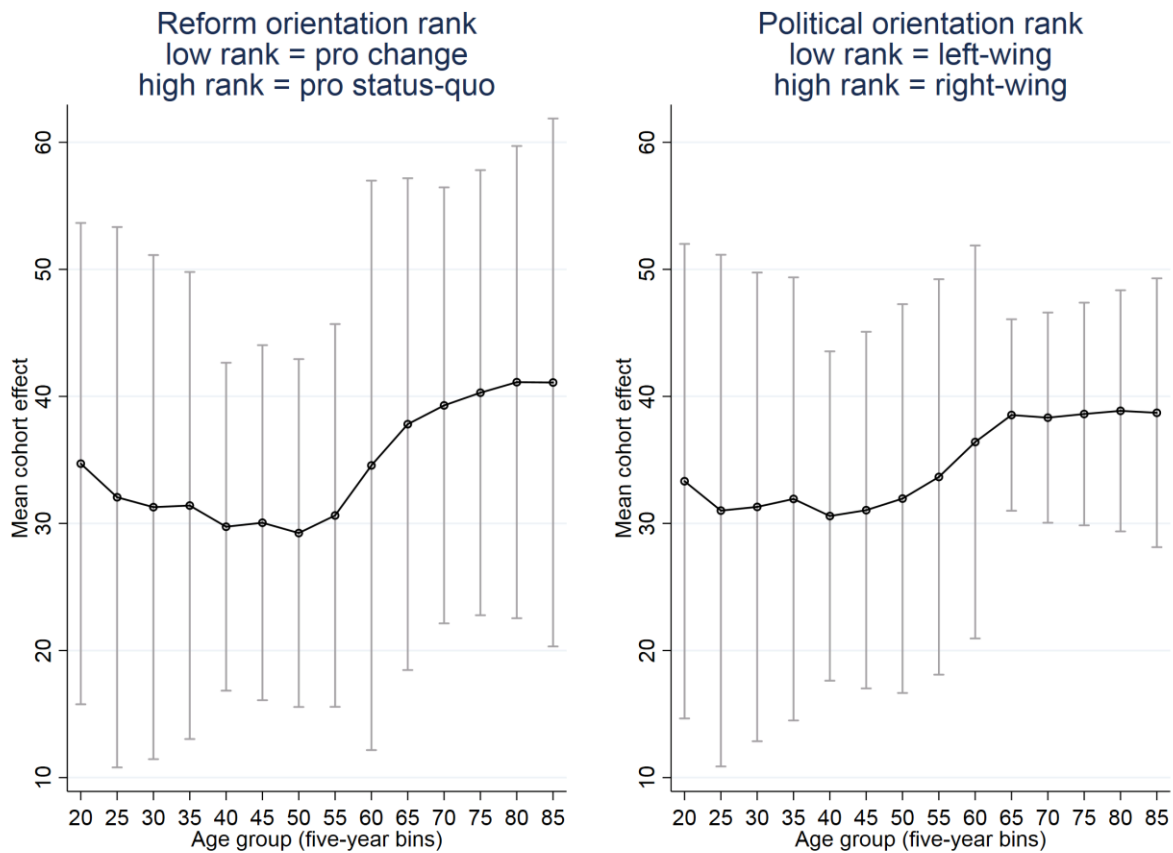 Reform orientation rank
low rank = pro change
high rank = pro status-quo
Mean cohort effect
60
50
40
30
20
10
20 25 30 35 40 45 50 55 60 65 70 75 80 85
Age group (five-year bins)
Political orientation rank
low rank = left-wing
high rank = right-wing
Mean cohort effect
60
50
40
30
20
10
20 25 30 35 40 45 50 55 60 65 70 75 80 85
Age group (five-year bins)